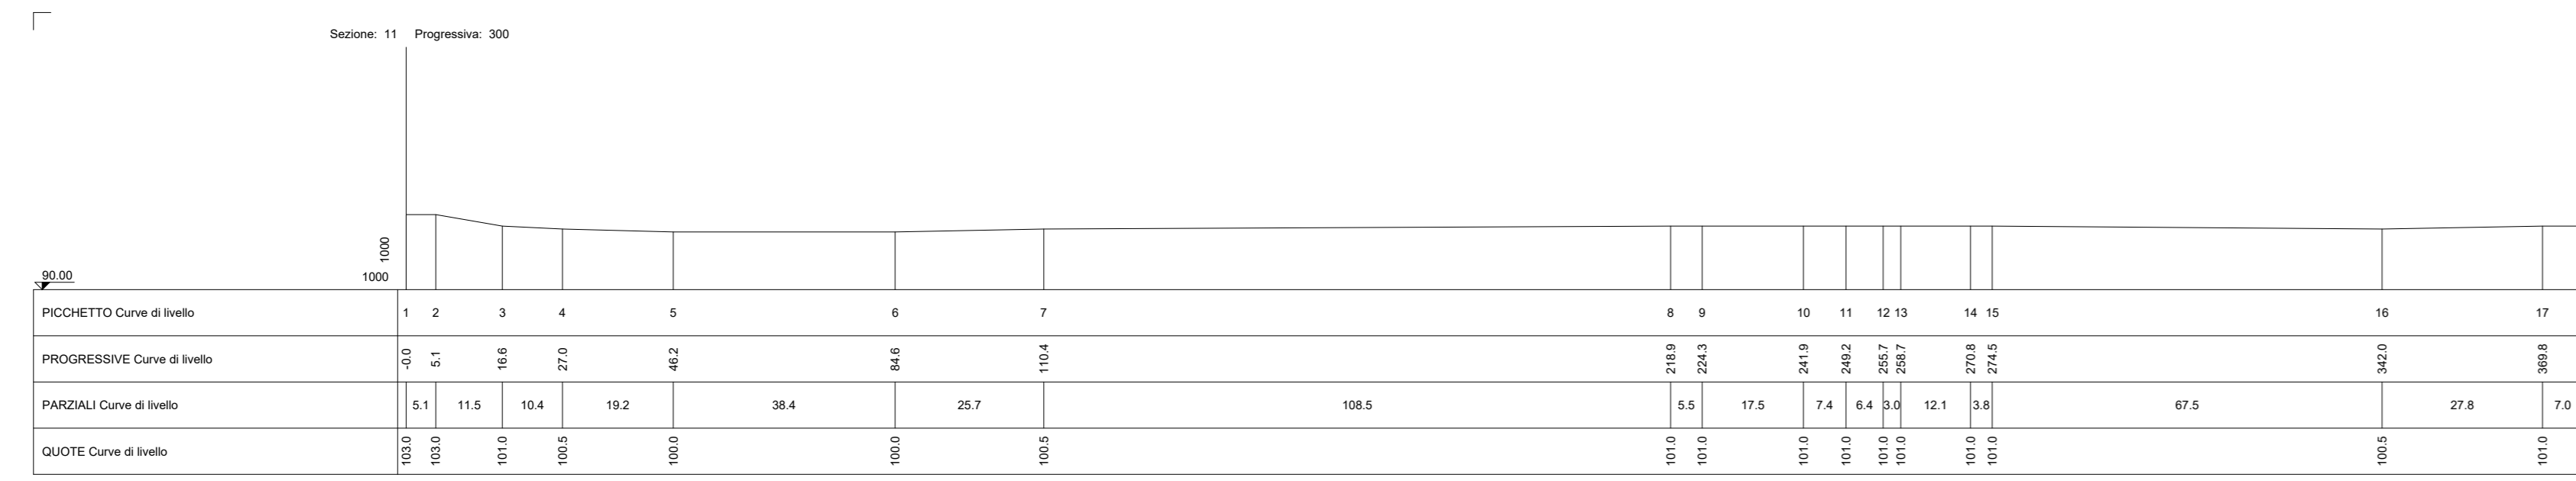 Sezione: 11 Progressiva: 300
1000
90.00 1000
PICCHETTO Curve di livello 1 2 3 4 5 6 7 8 9 10 11 12 13 14 15 16 17
PROGRESSIVE Curve di livello -0.0 5.1 16.6 27.0 46.2 84.6 110.4 218.9 224.3 241.9 249.2 255.7 258.7 270.8 274.5 342.0 369.8
PARZIALI Curve di livello 5.1 11.5 10.4 19.2 38.4 25.7 108.5 5.5 17.5 7.4 6.4 3.0 12.1 3.8 67.5 27.8 7.0
QUOTE Curve di livello 103.0 103.0 101.0 100.5 100.0 100.0 100.5 101.0 101.0 101.0 101.0 101.0 101.0 101.0 101.0 100.5 101.0